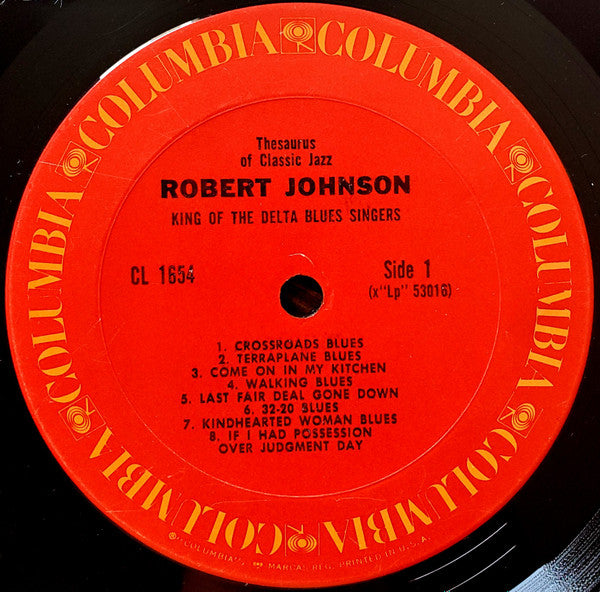 COLUMBIA COLUMBIA COLUMBIA COLUMBIA COLUMBIA COLUMBIA
Thesaurus
of Classic Jazz
ROBERT JOHNSON
KING OF THE DELTA BLUES SINGERS
CL 1654
Side 1
(x"Lp" 53016)
1. CROSSROADS BLUES
2. TERRAPLANE BLUES
3. COME ON IN MY KITCHEN
4. WALKING BLUES
5. LAST FAIR DEAL GONE DOWN
6. 32-20 BLUES
7. KINDHEARTED WOMAN BLUES
8. IF I HAD POSSESSION
OVER JUDGMENT DAY
"COLUMBIA", MARCAS REG. PRINTED IN U.S.A.